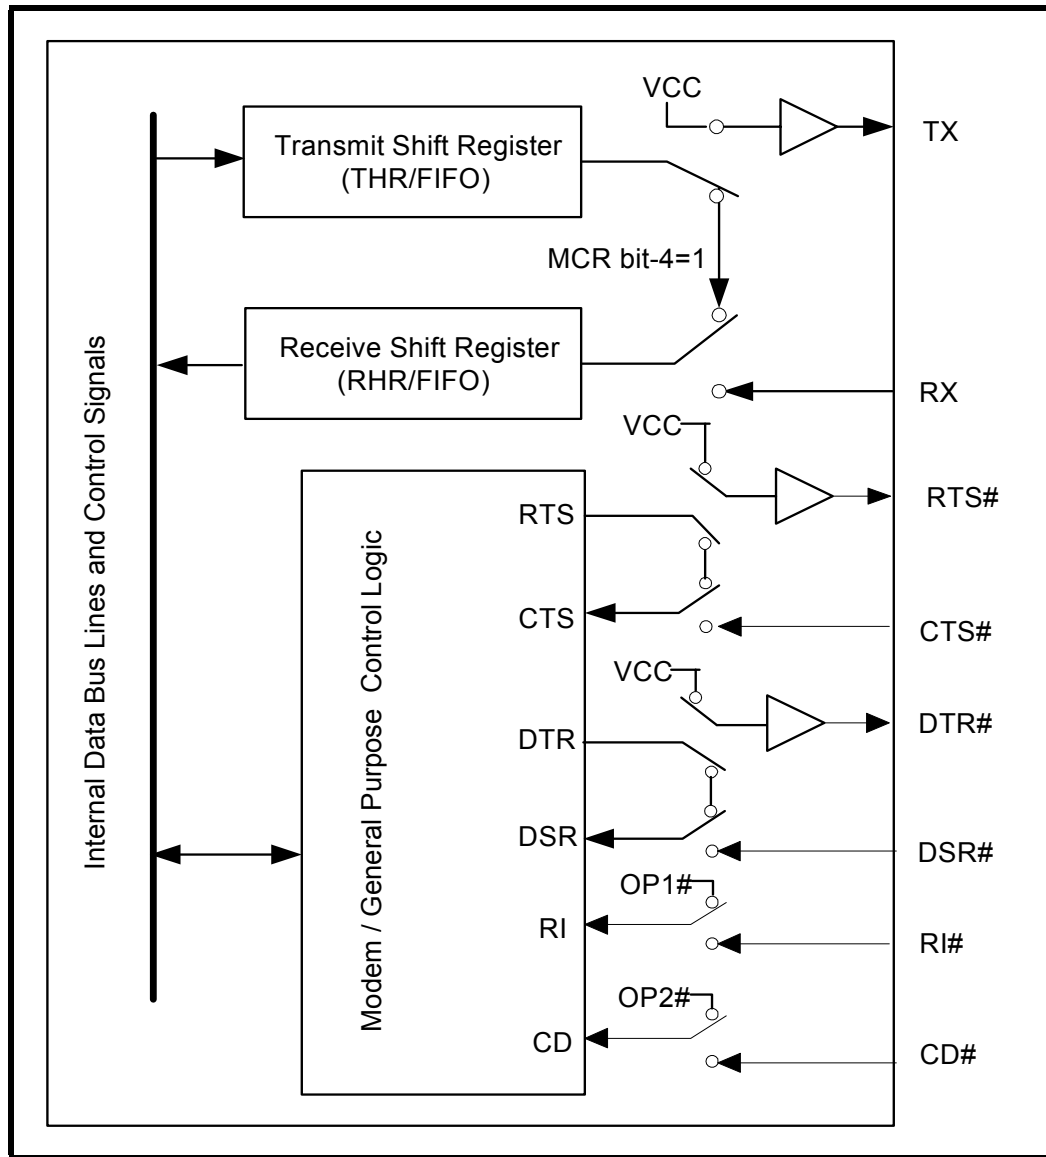 VCC
TX
Transmit Shift Register
(THR/FIFO)
MCR bit-4=1
Receive Shift Register
(RHR/FIFO)
RX
VCC
RTS#
RTS
CTS
CTS#
VCC
DTR#
DTR
DSR
DSR#
OP1#
RI
RI#
OP2#
CD
CD#
Internal Data Bus Lines and Control Signals
Modem / General Purpose Control Logic